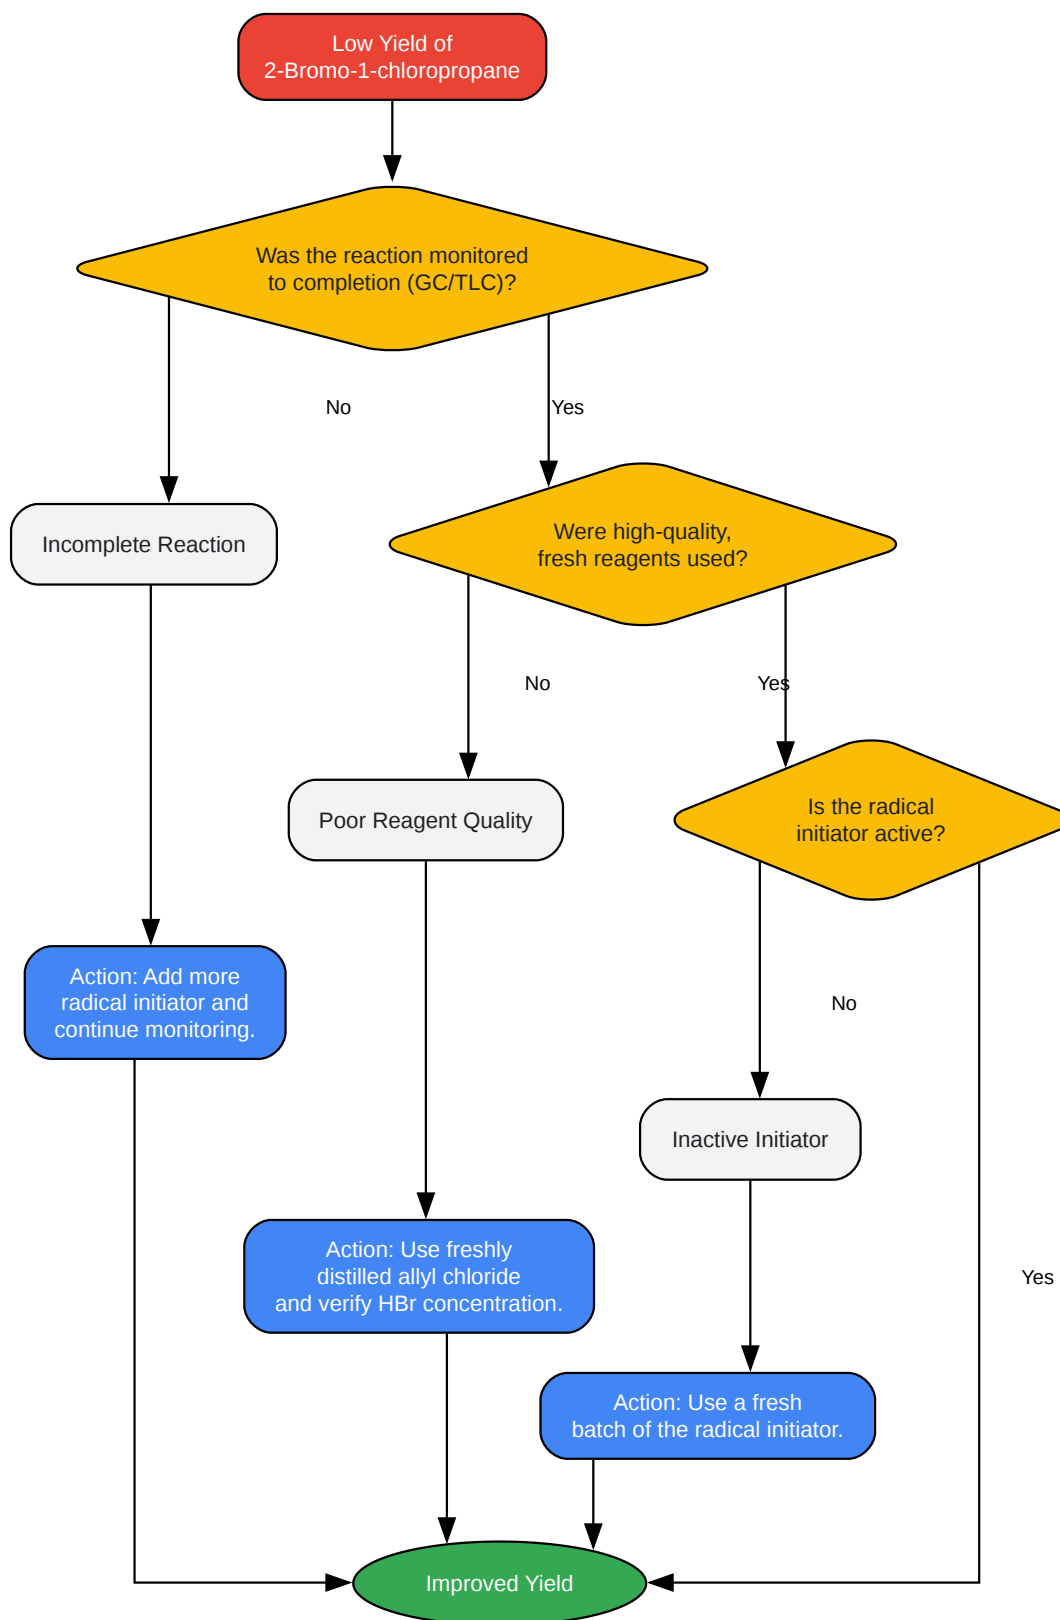 Low Yield of
2-Bromo-1-chloropropane
Was the reaction monitored
to completion (GC/TLC)?
No
Yes
Incomplete Reaction
Were high-quality,
fresh reagents used?
No
Yes
Poor Reagent Quality
Is the radical
initiator active?
Action: Add more
radical initiator and
continue monitoring.
No
Inactive Initiator
Action: Use freshly
distilled allyl chloride
and verify HBr concentration.
Yes
Action: Use a fresh
batch of the radical initiator.
Improved Yield